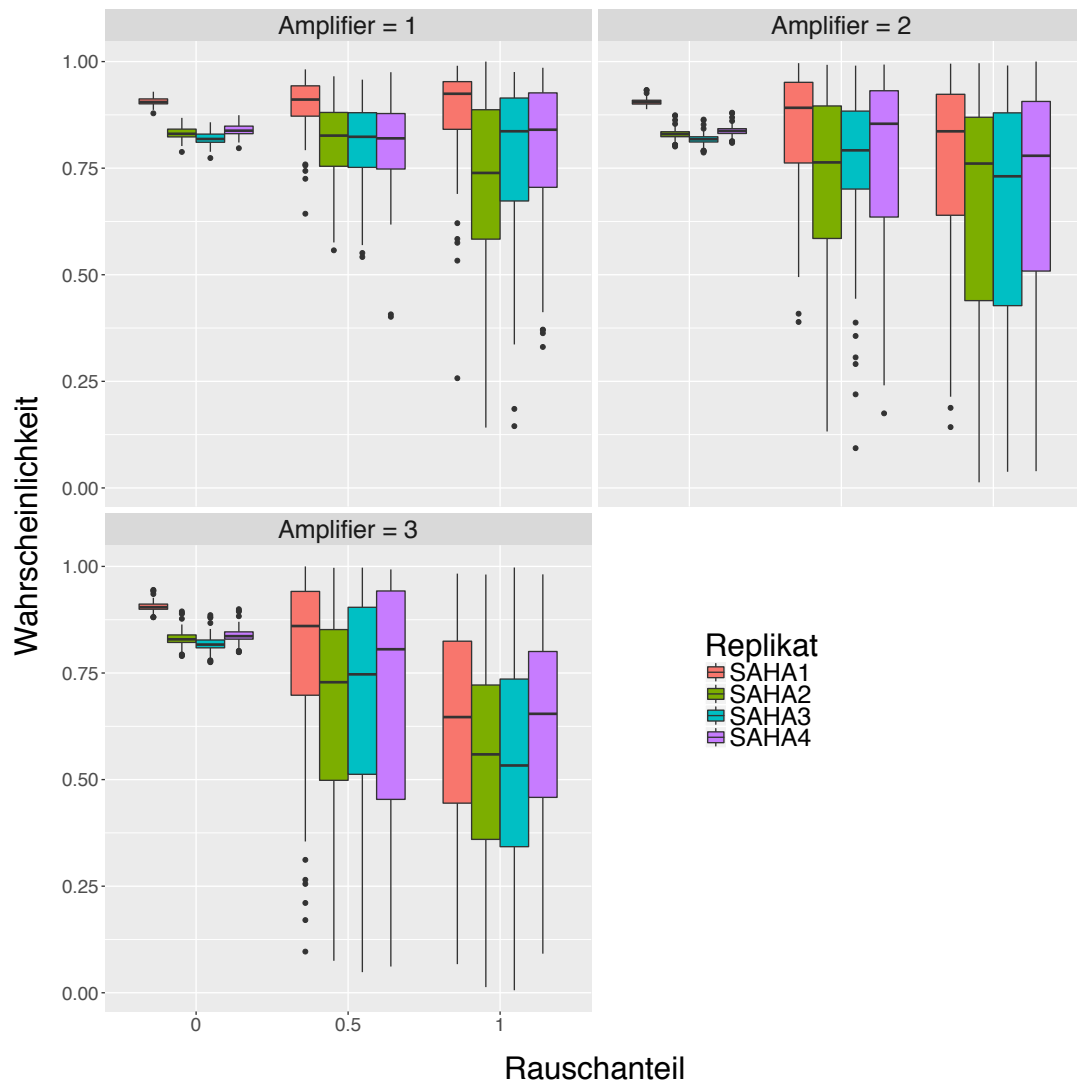 Amplifier = 1
Amplifier = 2
1.00
0.75
0.50
0.25
0.00
Amplifier = 3
1.00
0.75
0.50
0.25
0.00
0
0.5
1
Wahrscheinlichkeit
Rauschanteil
Replikat
SAHA1
SAHA2
SAHA3
SAHA4